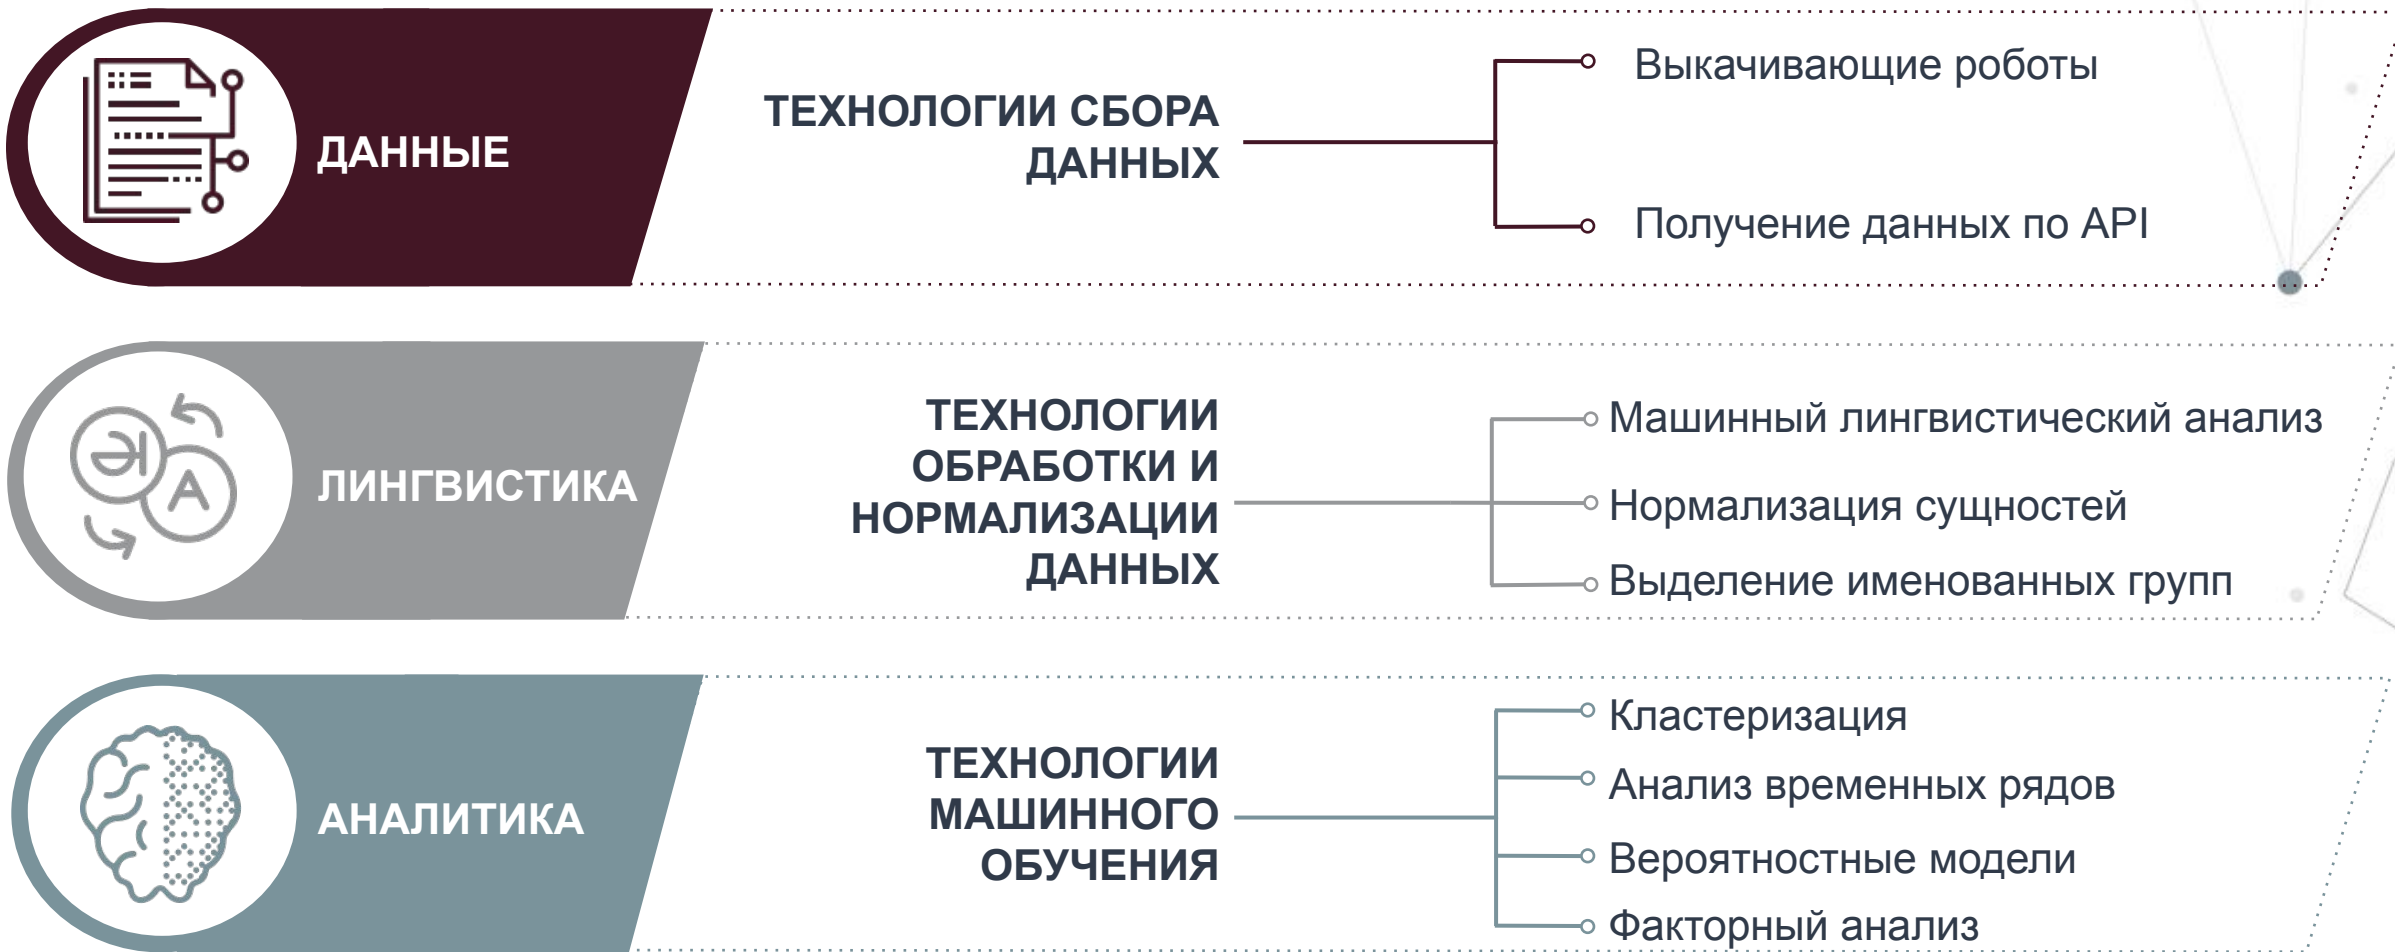 ДАННЫЕ
ТЕХНОЛОГИИ СБОРА
ДАННЫХ
Выкачивающие роботы
Получение данных по API
ЛИНГВИСТИКА
ТЕХНОЛОГИИ
ОБРАБОТКИ И
НОРМАЛИЗАЦИИ
ДАННЫХ
Машинный лингвистический анализ
Нормализация сущностей
Выделение именованных групп
АНАЛИТИКА
ТЕХНОЛОГИИ
МАШИННОГО
ОБУЧЕНИЯ
Кластеризация
Анализ временных рядов
Вероятностные модели
Факторный анализ